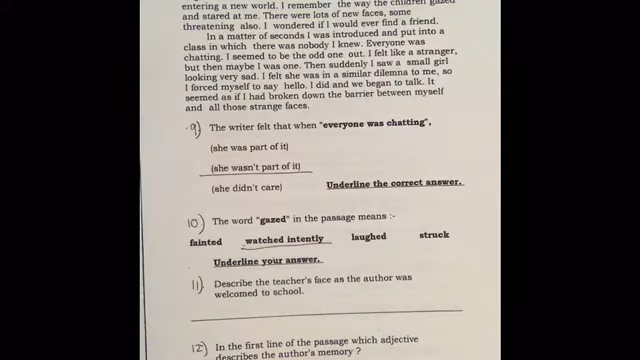 entering a new world. I remember the way the children gazed
and stared at me. There were lots of new faces, some
threatening also. I wondered if I would ever find a friend.
In a matter of seconds I was introduced and put into a
class in which there was nobody I knew. Everyone was
chatting. I seemed to be the odd one out. I felt like a stranger,
but then maybe I was one. Then suddenly I saw a small girl
looking very sad. I felt she was in a similar dilemna to me, so
I forced myself to say hello. I did and we began to talk. It
seemed as if I had broken down the barrier between myself
and all those strange faces.
9) The writer felt that when "everyone was chatting",
(she was part of it)
(she wasn't part of it)
(she didn't care) Underline the correct answer.
10) The word "gazed" in the passage means :-
fainted watched intently laughed struck
Underline your answer.
11) Describe the teacher's face as the author was
welcomed to school.
12) In the first line of the passage which adjective
describes the author's memory ?